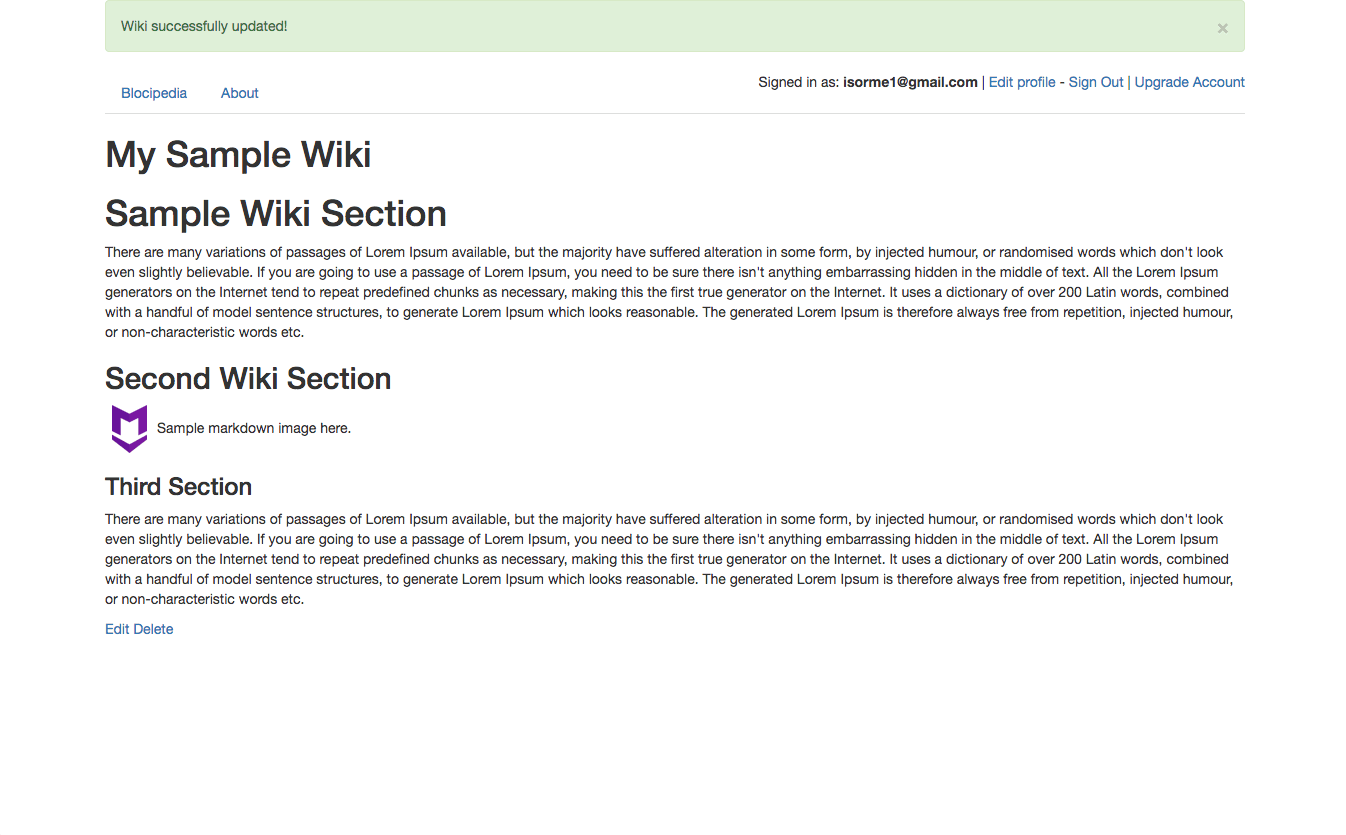 Wiki successfully updated!
×
Blocipedia About
Signed in as: isorme1@gmail.com | Edit profile - Sign Out | Upgrade Account
My Sample Wiki
Sample Wiki Section
There are many variations of passages of Lorem Ipsum available, but the majority have suffered alteration in some form, by injected humour, or randomised words which don't look
even slightly believable. If you are going to use a passage of Lorem Ipsum, you need to be sure there isn't anything embarrassing hidden in the middle of text. All the Lorem Ipsum
generators on the Internet tend to repeat predefined chunks as necessary, making this the first true generator on the Internet. It uses a dictionary of over 200 Latin words, combined
with a handful of model sentence structures, to generate Lorem Ipsum which looks reasonable. The generated Lorem Ipsum is therefore always free from repetition, injected humour,
or non-characteristic words etc.
Second Wiki Section
Sample markdown image here.
Third Section
There are many variations of passages of Lorem Ipsum available, but the majority have suffered alteration in some form, by injected humour, or randomised words which don't look
even slightly believable. If you are going to use a passage of Lorem Ipsum, you need to be sure there isn't anything embarrassing hidden in the middle of text. All the Lorem Ipsum
generators on the Internet tend to repeat predefined chunks as necessary, making this the first true generator on the Internet. It uses a dictionary of over 200 Latin words, combined
with a handful of model sentence structures, to generate Lorem Ipsum which looks reasonable. The generated Lorem Ipsum is therefore always free from repetition, injected humour,
or non-characteristic words etc.
Edit Delete